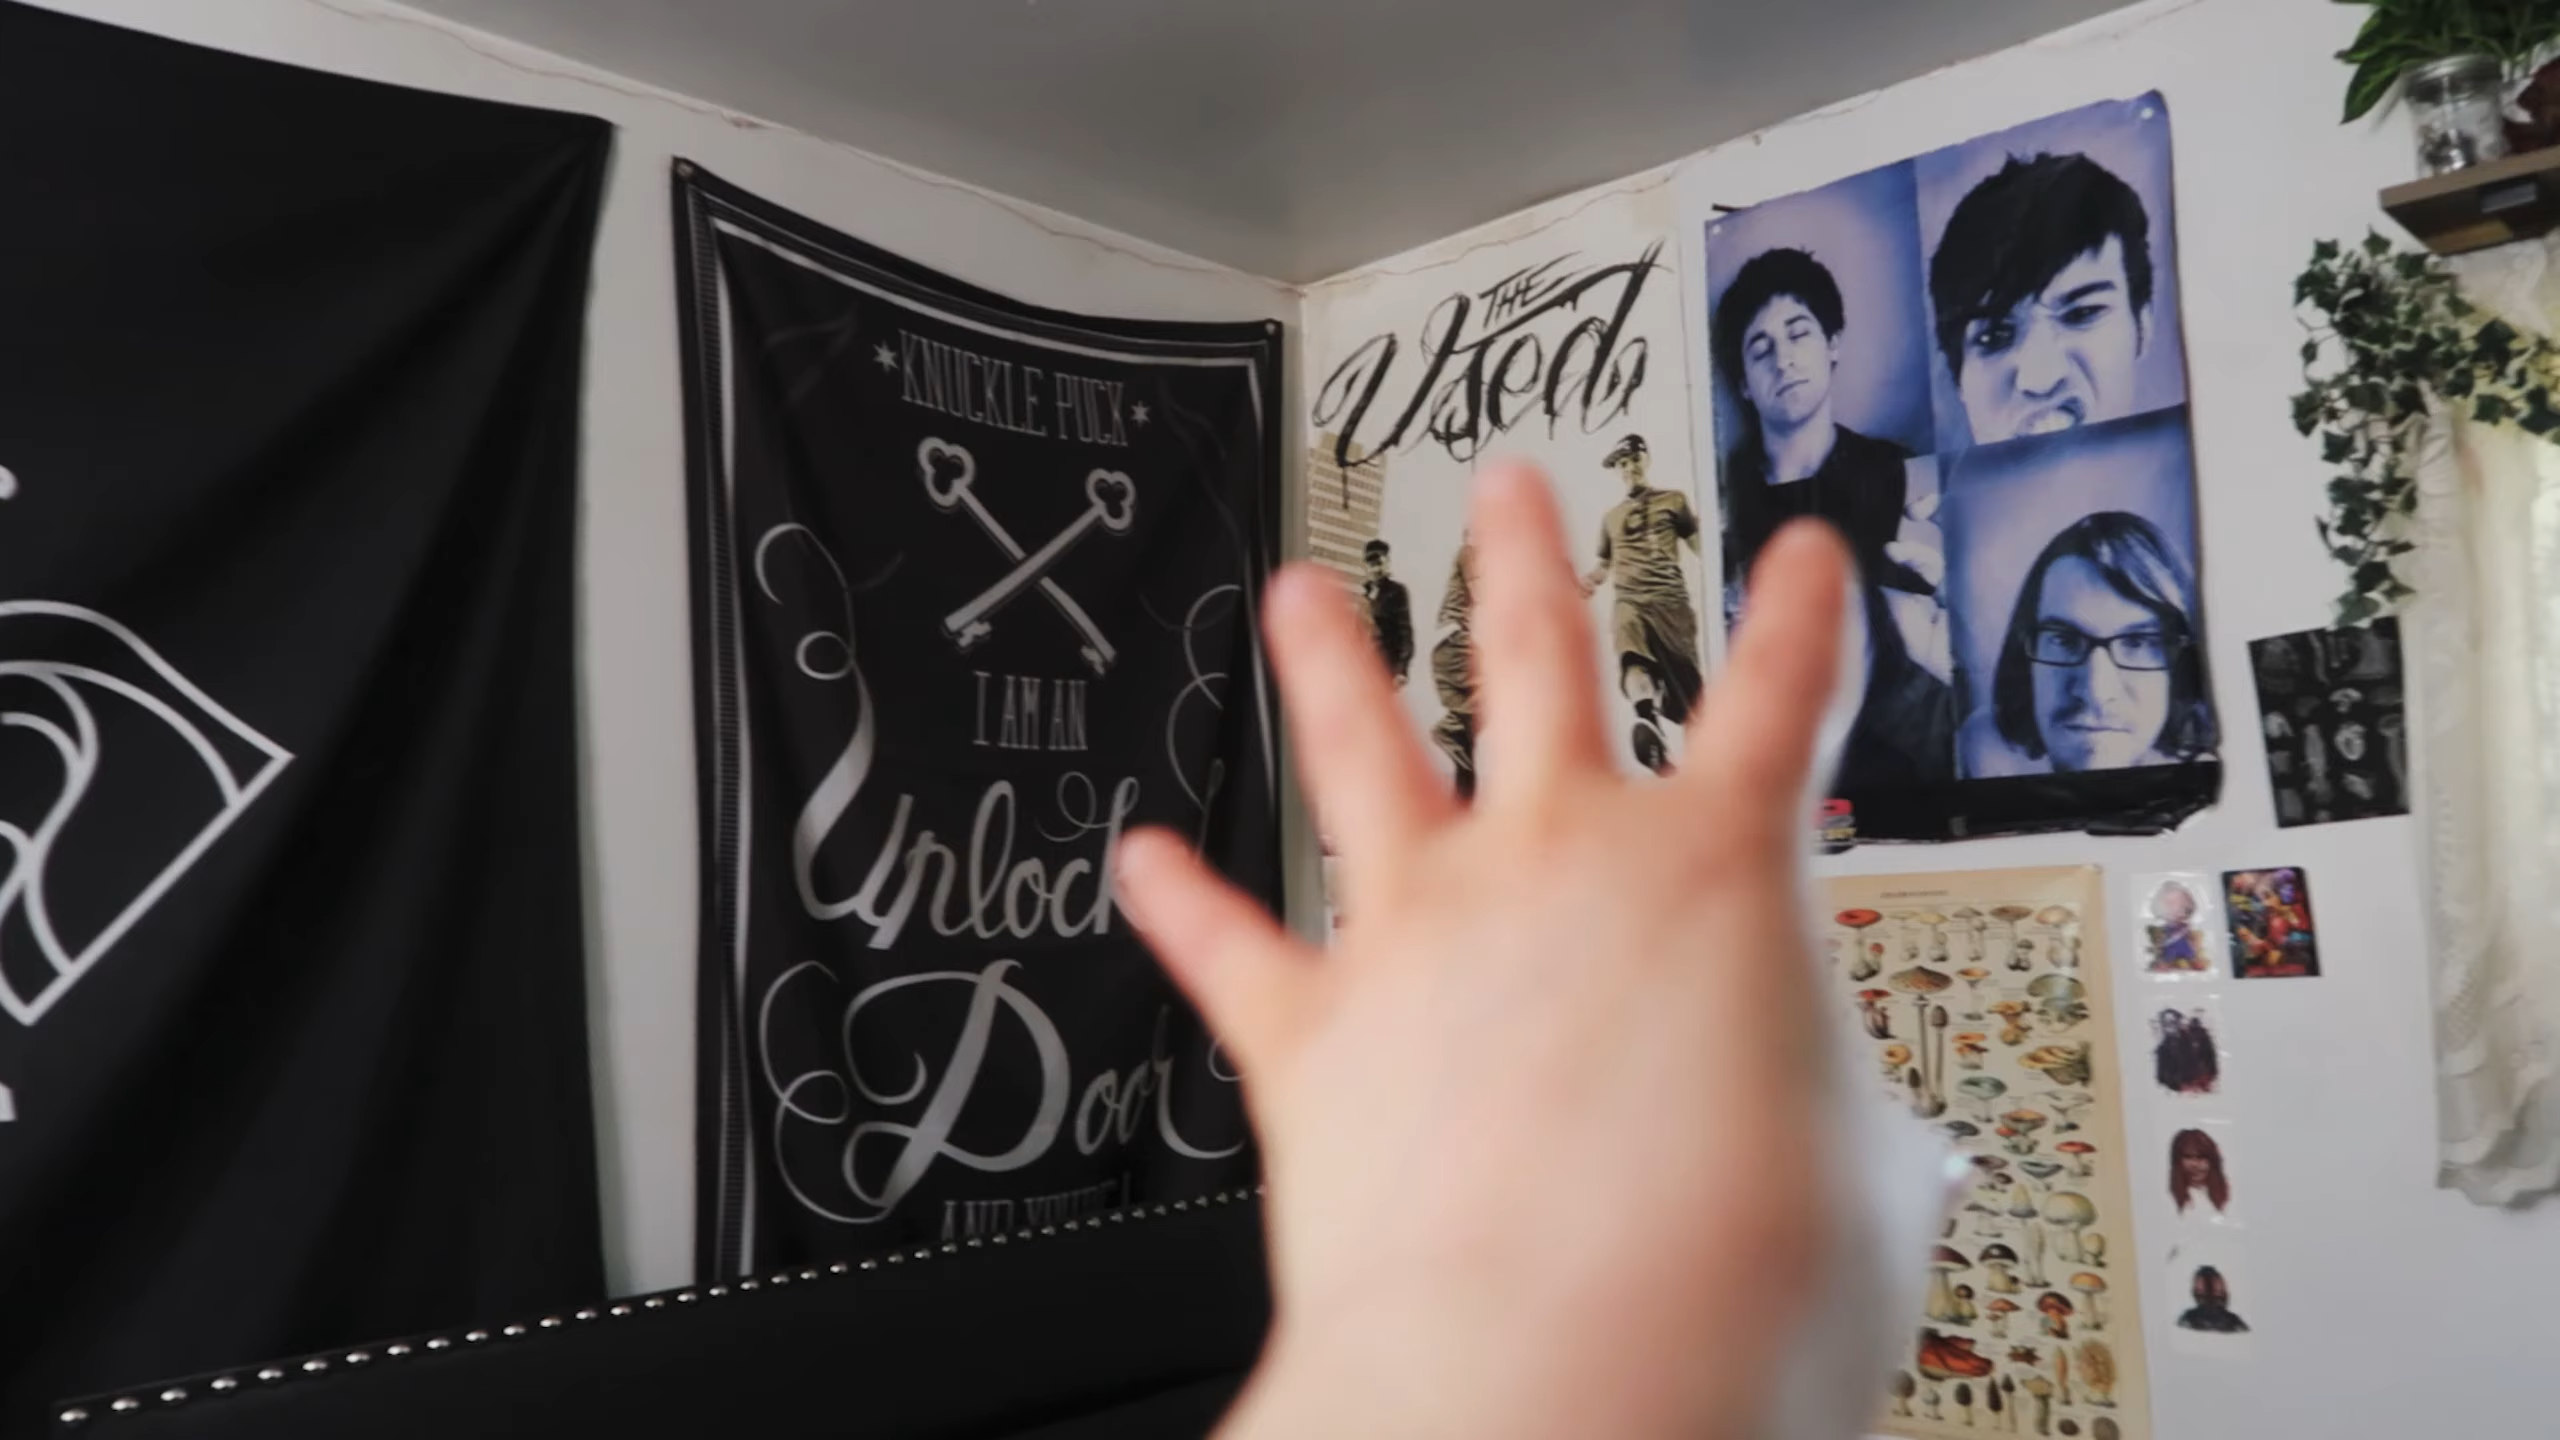 KNUCKLE PUCK
I AM AN
Unlock
Door
THE
Used